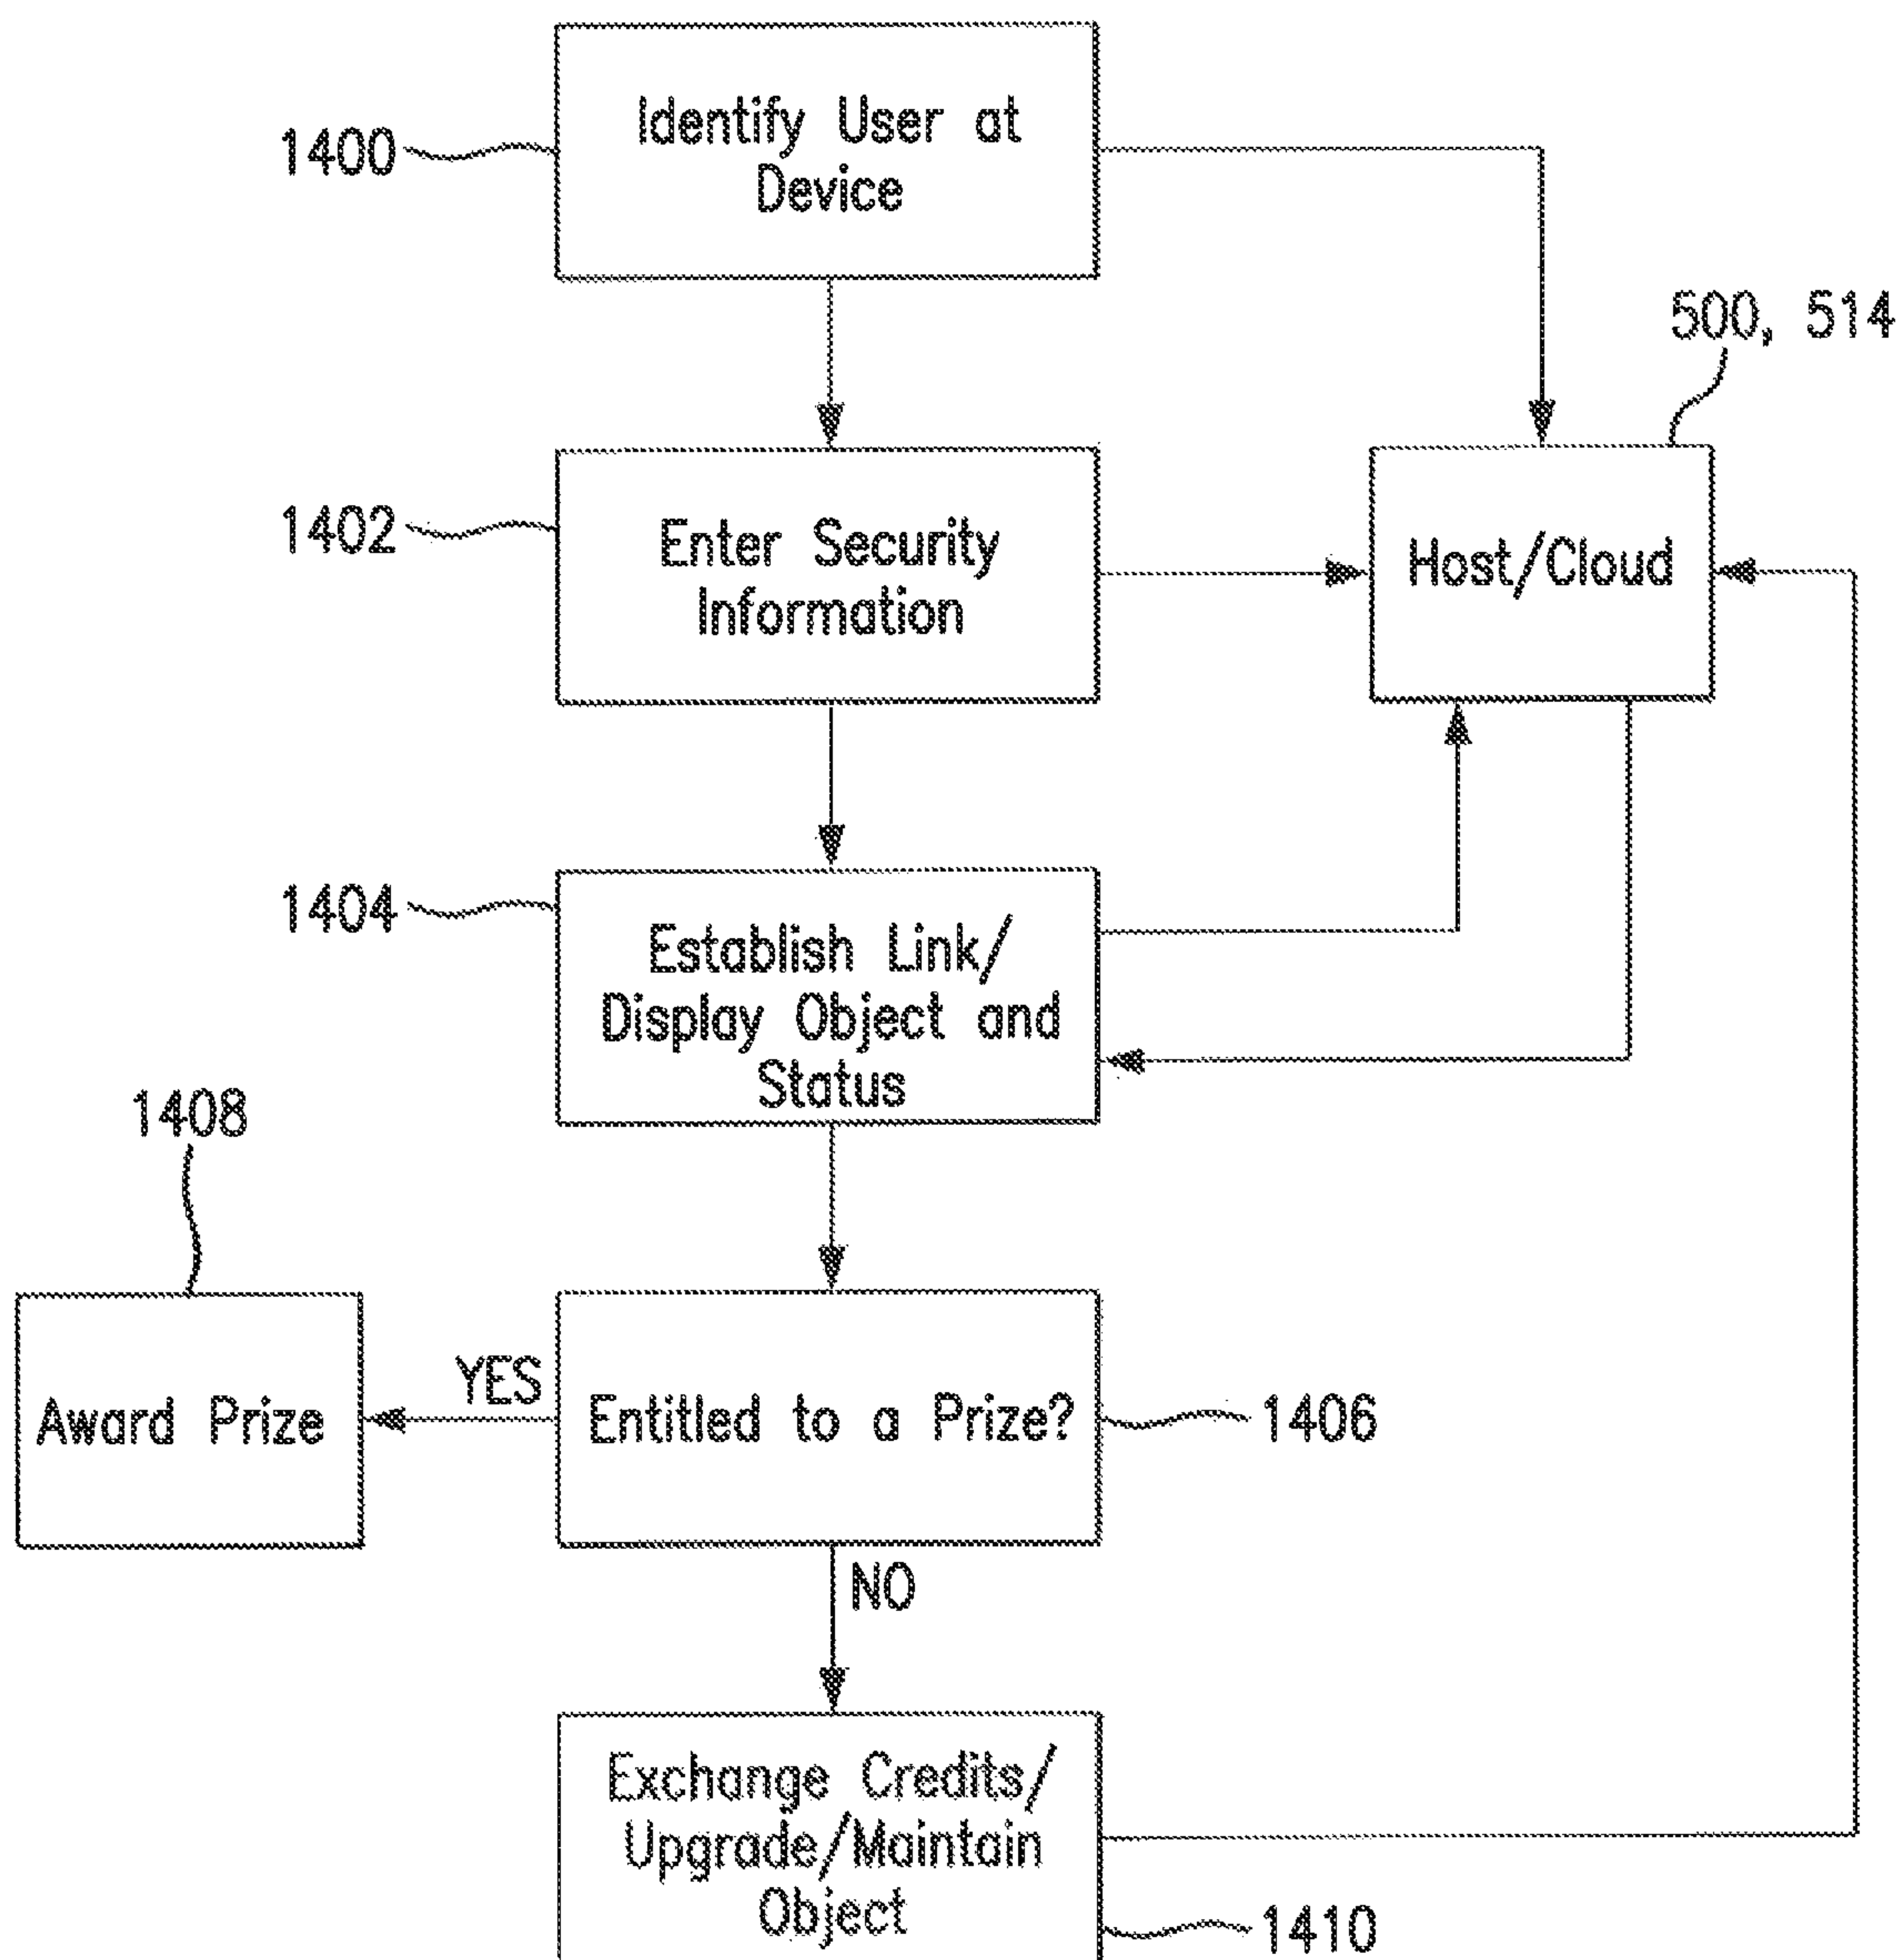 Identify User at
Device
1400
500, 514
1402
Enter Security
Information
Host/Cloud
1404
Establish Link/
Display Object and
Status
1408
Award Prize
YES
Entitled to a Prize?
1406
NO
Exchange Credits/
Upgrade/Maintain
Object
1410